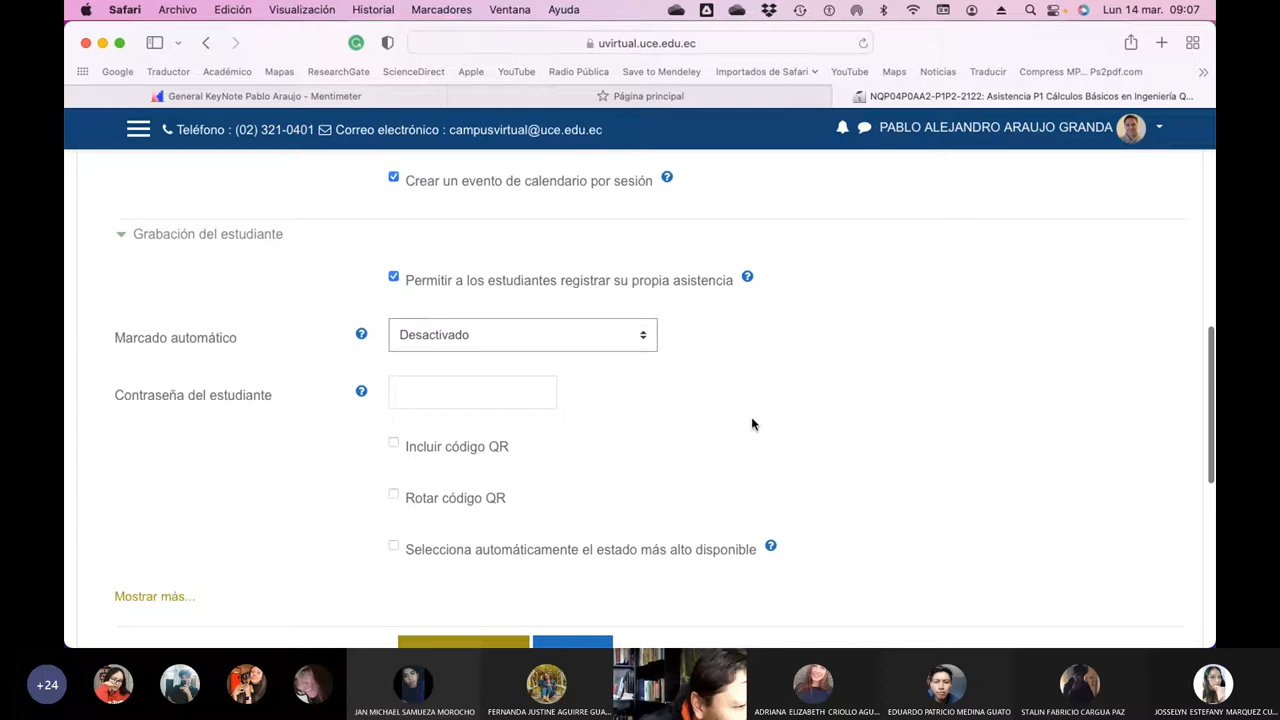 Safari Archivo Edición Visualización Historial Marcadores Ventana Ayuda Lun 14 mar. 09:07
uvirtual.uce.edu.ec
Google Traductor Académico Mapas ResearchGate ScienceDirect Apple YouTube Radio Pública Save to Mendeley Importados de Safari YouTube Maps Noticias Traducir Compress MP... Ps2pdf.com
General KeyNote Pablo Araujo - Mentimeter Página principal NQP04P0AA2-P1P2-2122: Asistencia P1 Cálculos Básicos en Ingeniería Q...
Teléfono : (02) 321-0401 Correo electrónico : campusvirtual@uce.edu.ec PABLO ALEJANDRO ARAUJO GRANDA
Crear un evento de calendario por sesión
Grabación del estudiante
Permitir a los estudiantes registrar su propia asistencia
Marcado automático Desactivado
Contraseña del estudiante
Incluir código QR
Rotar código QR
Selecciona automáticamente el estado más alto disponible
Mostrar más...
+24
JAN MICHAEL SAMUEZA MOROCHO FERNANDA JUSTINE AGUIRRE GUA... ADRIANA ELIZABETH CRIOLLO AGU... EDUARDO PATRICIO MEDINA GUATO STALIN FABRICIO CARGUA PAZ JOSSELYN ESTEFANY MARQUEZ CU...